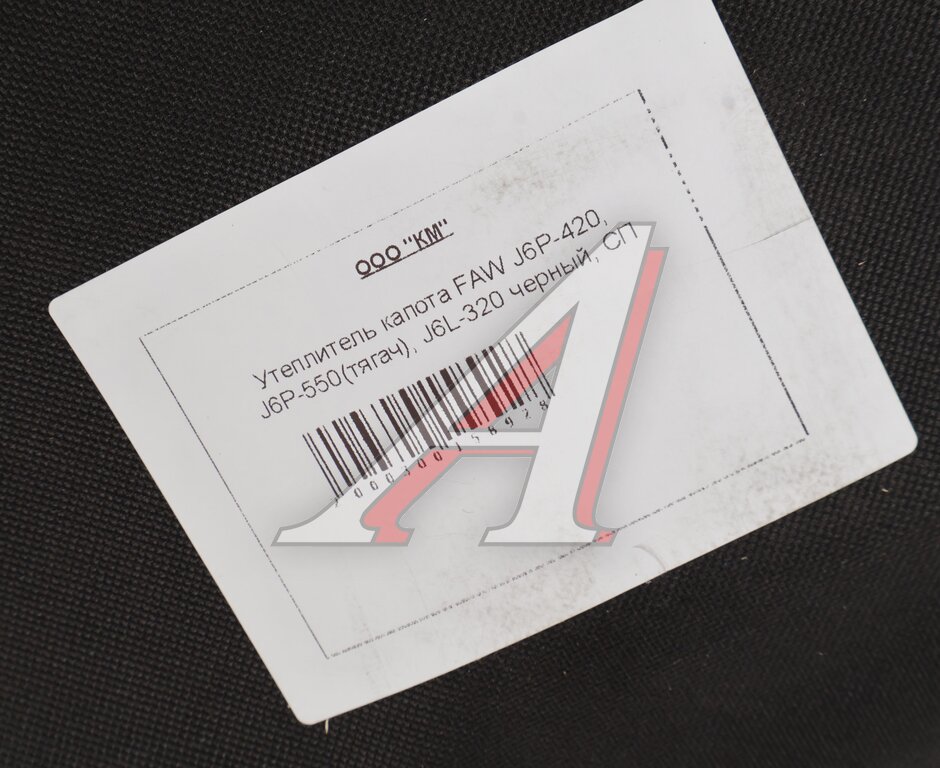 ООО "КМ"
Утеплитель капота FAW J6P-420,
J6P-550(тягач), J6L-320 черный, СП